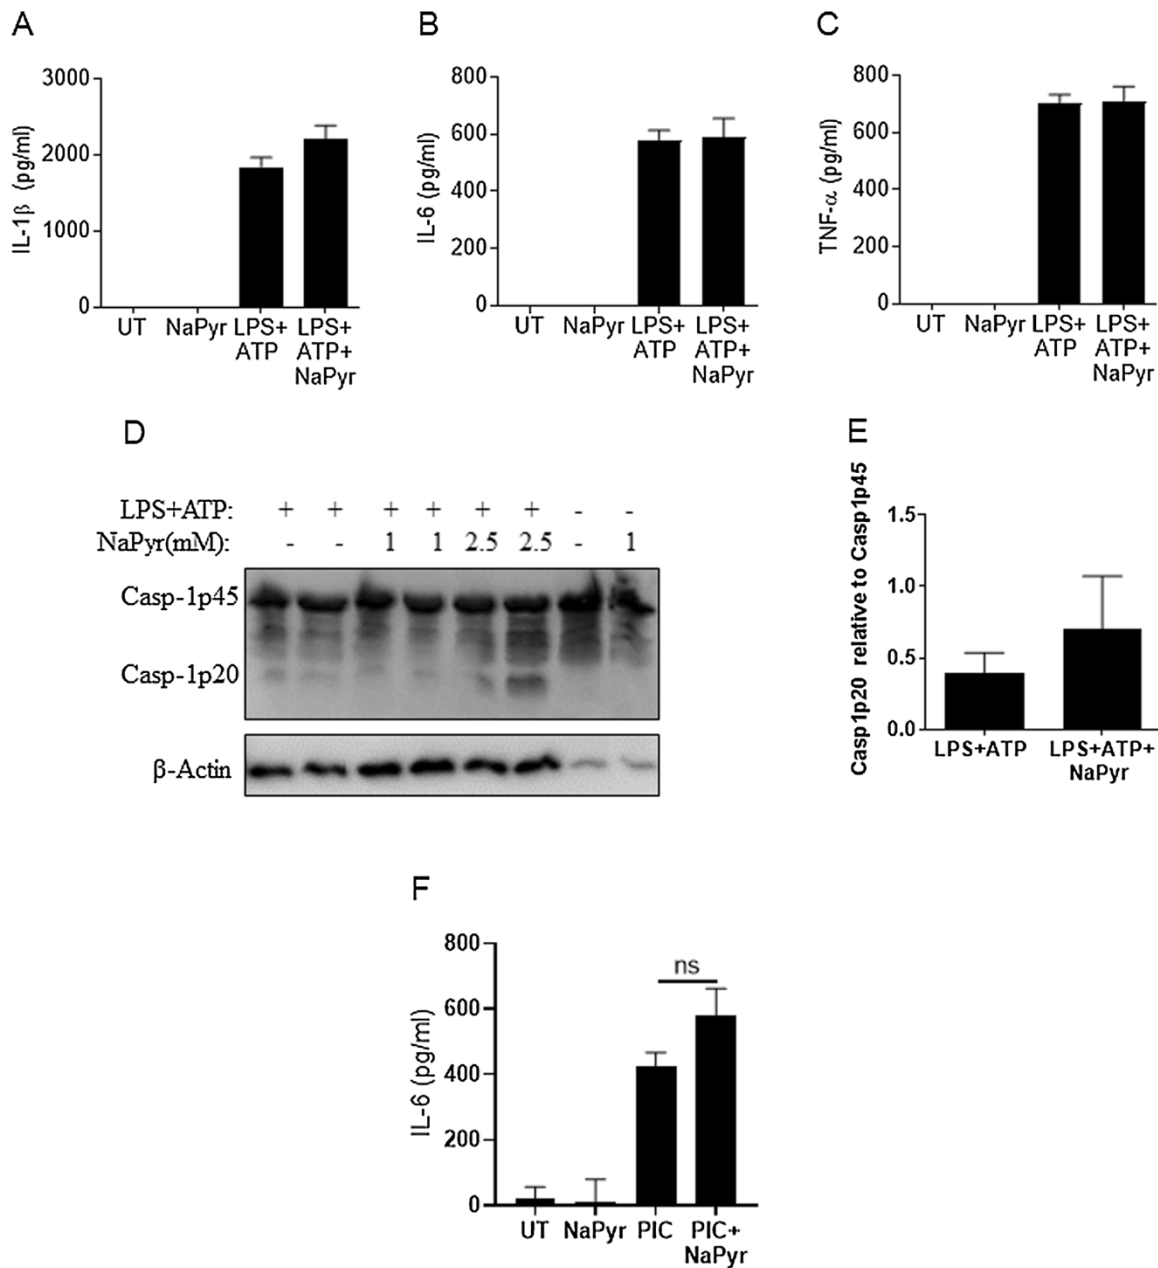 A
IL-1β (pg/ml)
3000
2000
1000
0
UT NaPyr LPS+ LPS+
ATP ATP+
NaPyr
B
IL-6 (pg/ml)
800
600
400
200
0
UT NaPyr LPS+ LPS+
ATP ATP+
NaPyr
C
TNF-α (pg/ml)
800
600
400
200
0
UT NaPyr LPS+ LPS+
ATP ATP+
NaPyr
D
LPS+ATP: + + + + + + - -
NaPyr(mM): - - 1 1 2.5 2.5 - 1
Casp-1p45
Casp-1p20
β-Actin
E
Casp1p20 relative to Casp1p45
1.5
1.0
0.5
0.0
LPS+ATP LPS+ATP+
NaPyr
F
IL-6 (pg/ml)
800
600
400
200
0
ns
UT NaPyr PIC PIC+
NaPyr